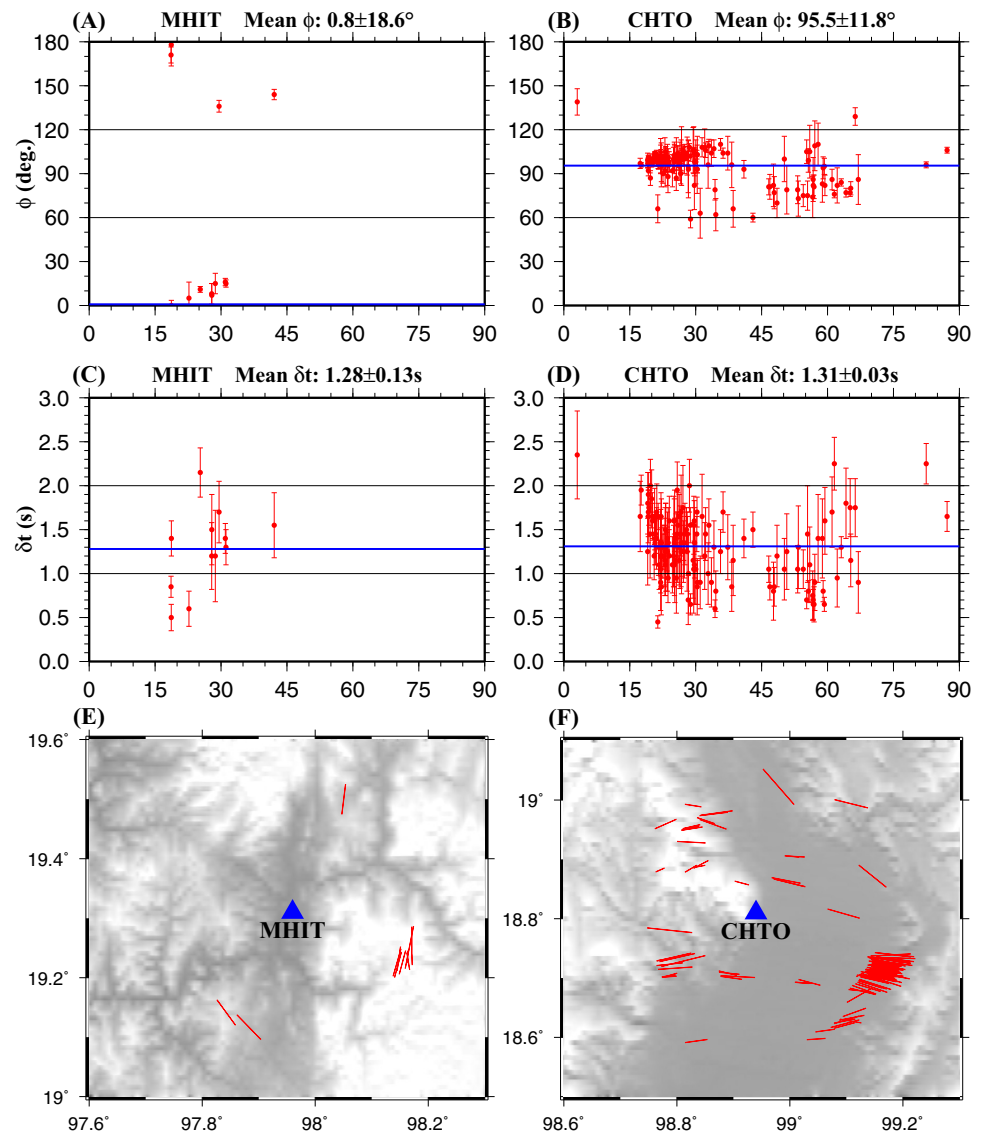 (A) MHIT Mean ϕ: 0.8±18.6°
(B) CHTO Mean ϕ: 95.5±11.8°
180
150
120
90
60
30
0
ϕ (deg.)
0 15 30 45 60 75 90
180
150
120
90
60
30
0
0 15 30 45 60 75 90
(C) MHIT Mean δt: 1.28±0.13s
(D) CHTO Mean δt: 1.31±0.03s
3.0
2.5
2.0
1.5
1.0
0.5
0.0
δt (s)
0 15 30 45 60 75 90
3.0
2.5
2.0
1.5
1.0
0.5
0.0
0 15 30 45 60 75 90
(E)
19.6˚
19.4˚
19.2˚
19˚
MHIT
97.6˚ 97.8˚ 98˚ 98.2˚
(F)
19˚
18.8˚
18.6˚
CHTO
98.6˚ 98.8˚ 99˚ 99.2˚